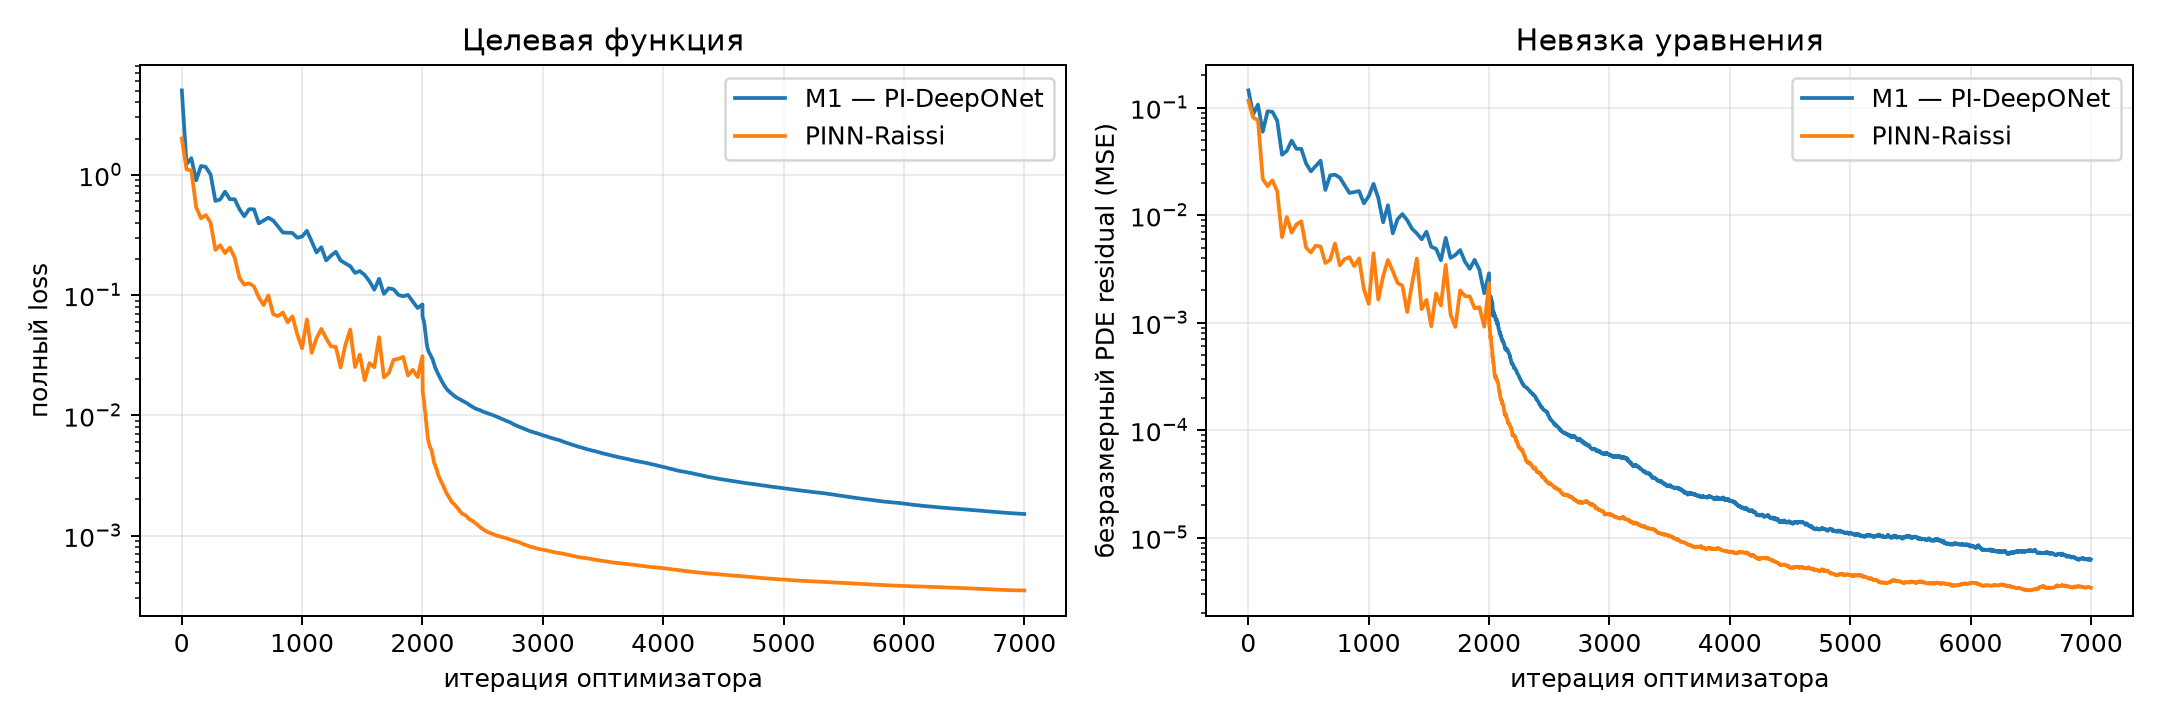 Целевая функция
полный loss
10⁰
10⁻¹
10⁻²
10⁻³
M1 — PI-DeepONet
PINN-Raissi
0 1000 2000 3000 4000 5000 6000 7000
итерация оптимизатора
Невязка уравнения
безразмерный PDE residual (MSE)
10⁻¹
10⁻²
10⁻³
10⁻⁴
10⁻⁵
M1 — PI-DeepONet
PINN-Raissi
0 1000 2000 3000 4000 5000 6000 7000
итерация оптимизатора